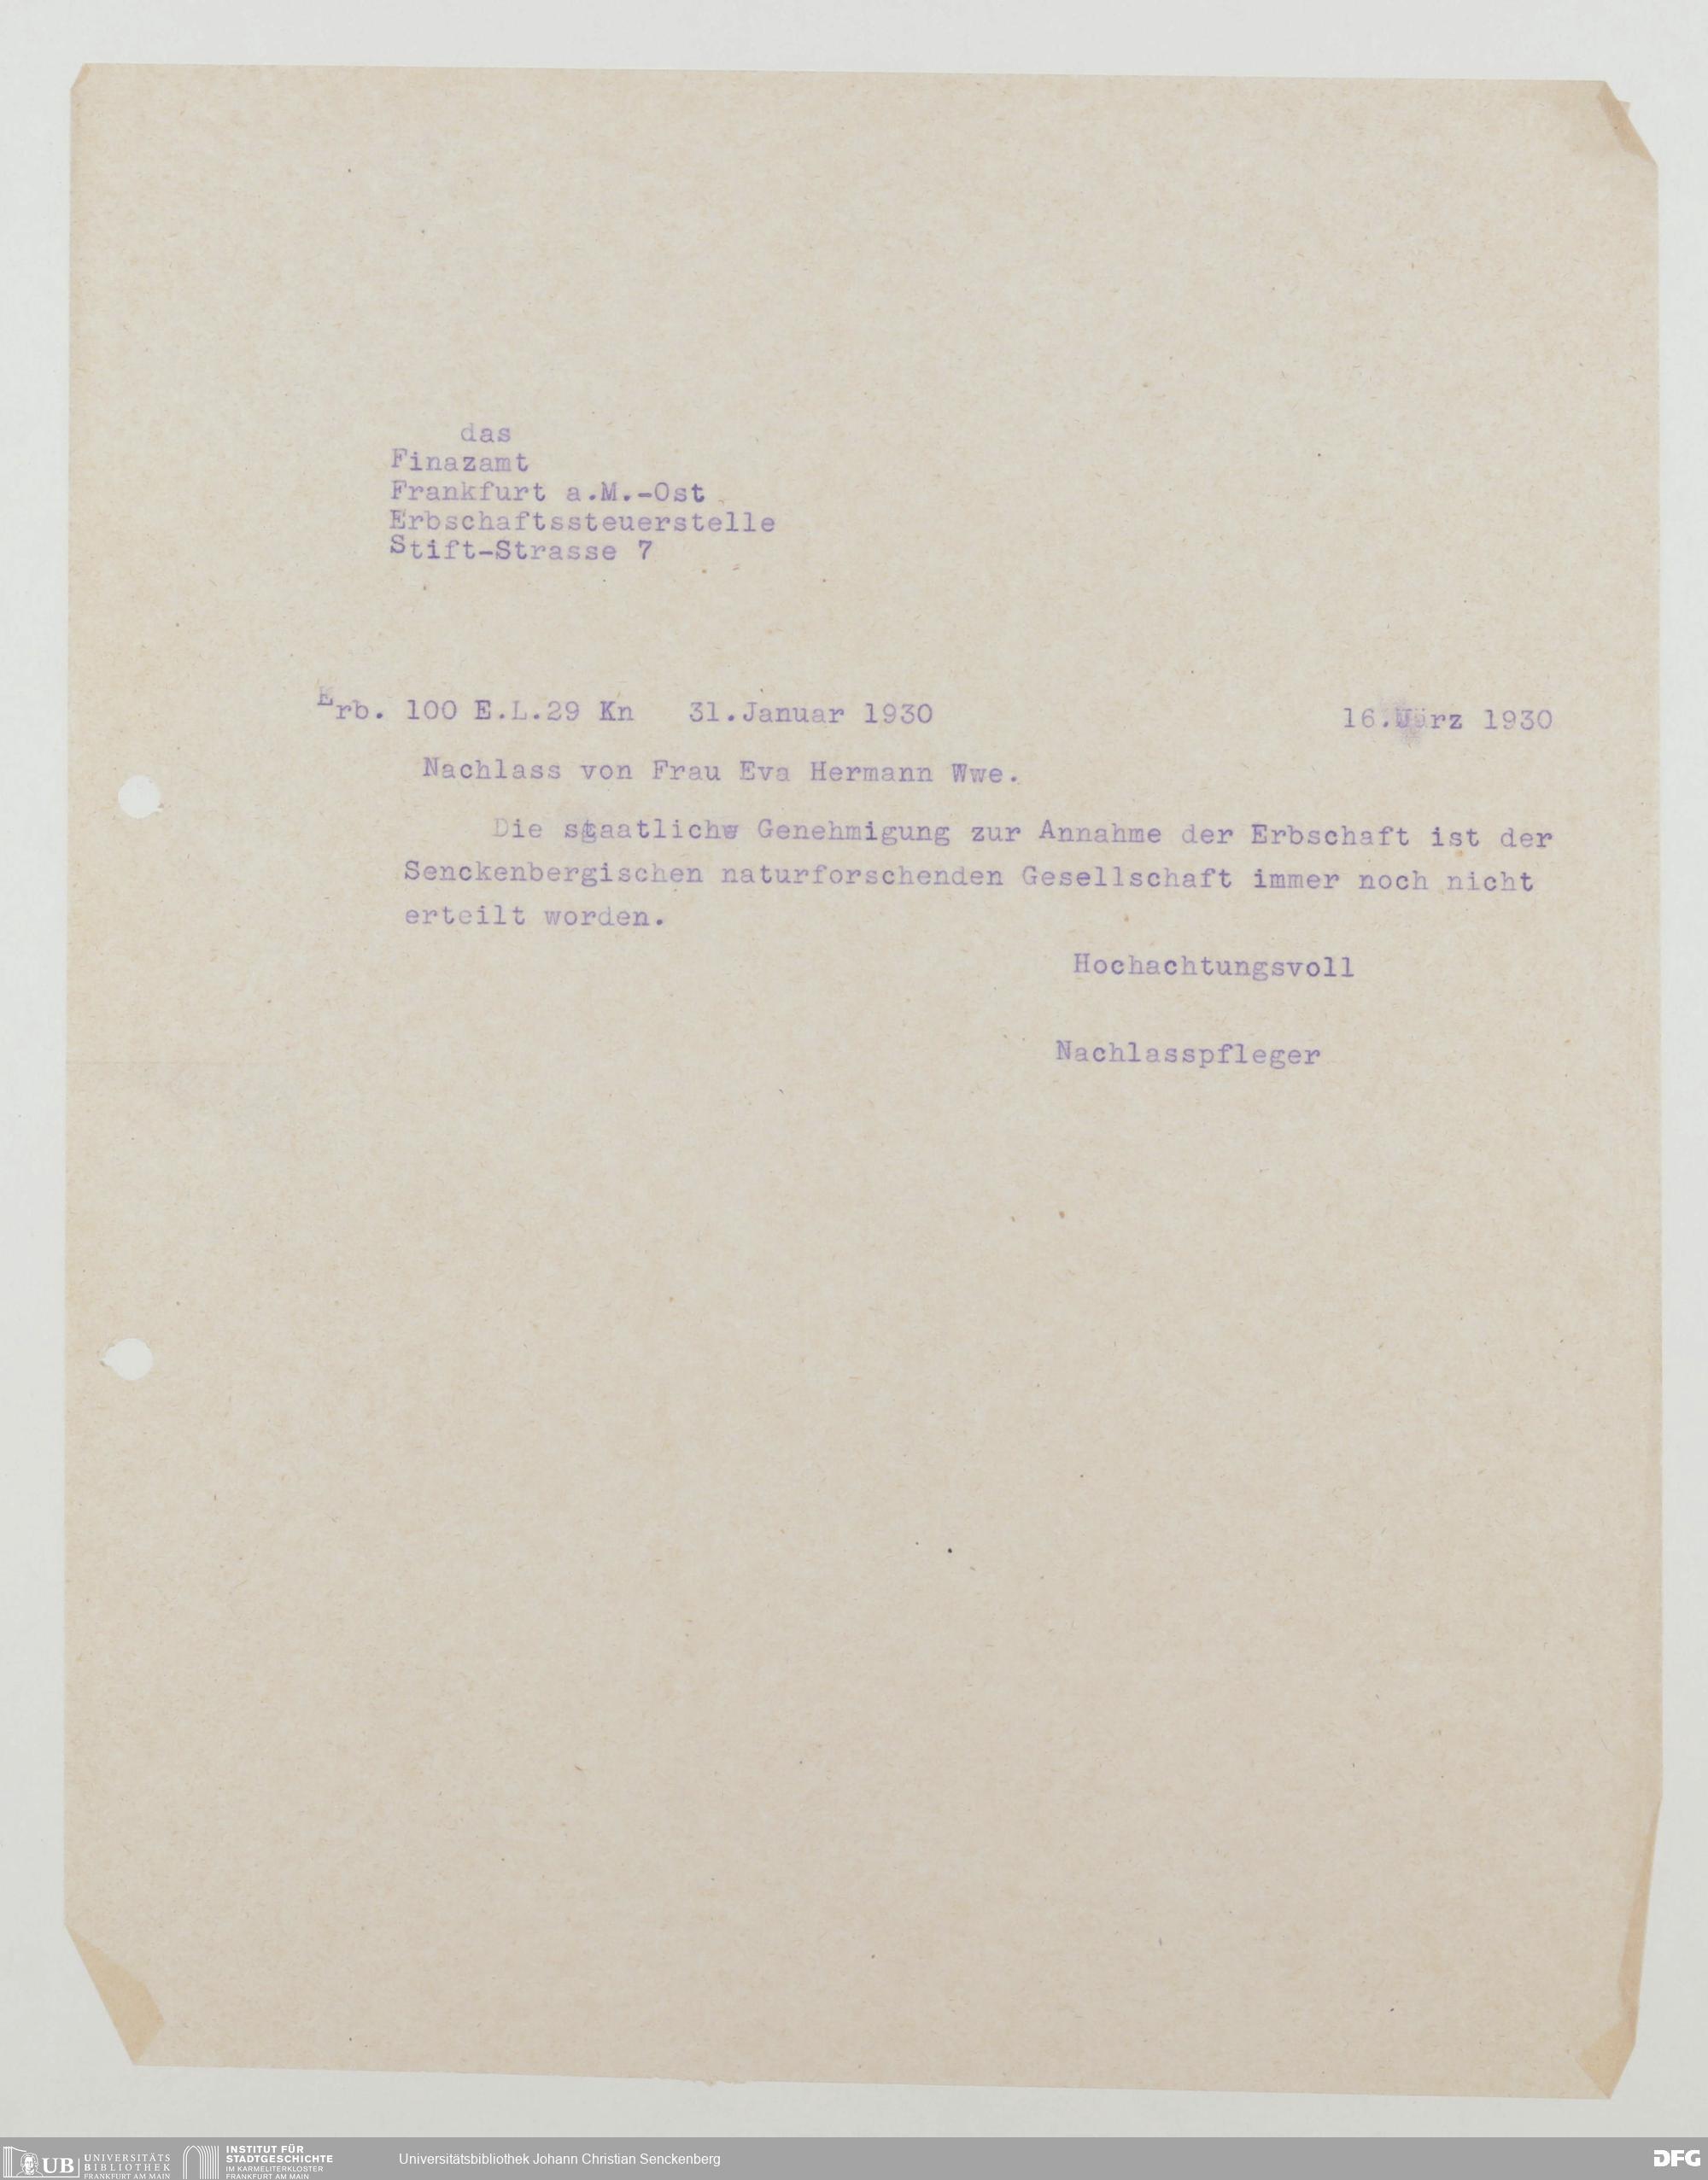 das
Finazamt
Frankfurt a.M.-Ost
Erbschaftssteuerstelle
Stift-Strasse 7
Erb. 100 E.L.29 Kn 31.Januar 1930 16.März 1930
Nachlass von Frau Eva Hermann Wwe.
Die staatliche Genehmigung zur Annahme der Erbschaft ist der
Senckenbergischen naturforschenden Gesellschaft immer noch nicht
erteilt worden.
Hochachtungsvoll
Nachlasspfleger
UB UNIVERSITÄTS
BIBLIOTHEK
FRANKFURT AM MAIN
INSTITUT FÜR
STADTGESCHICHTE
IM KARMELITERKLOSTER
FRANKFURT AM MAIN
Universitätsbibliothek Johann Christian Senckenberg
DFG